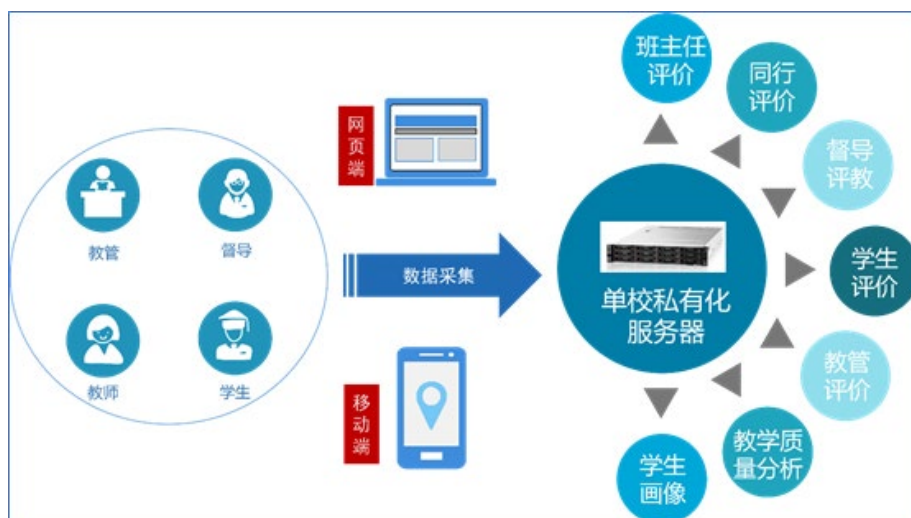 教管
督导
教师
学生
网
页
端
数据采集
移
动
端
单校私有化
服务器
班主任
评价
同行
评价
督导
评教
学生
评价
教管
评价
教学质
量分析
学生
画像